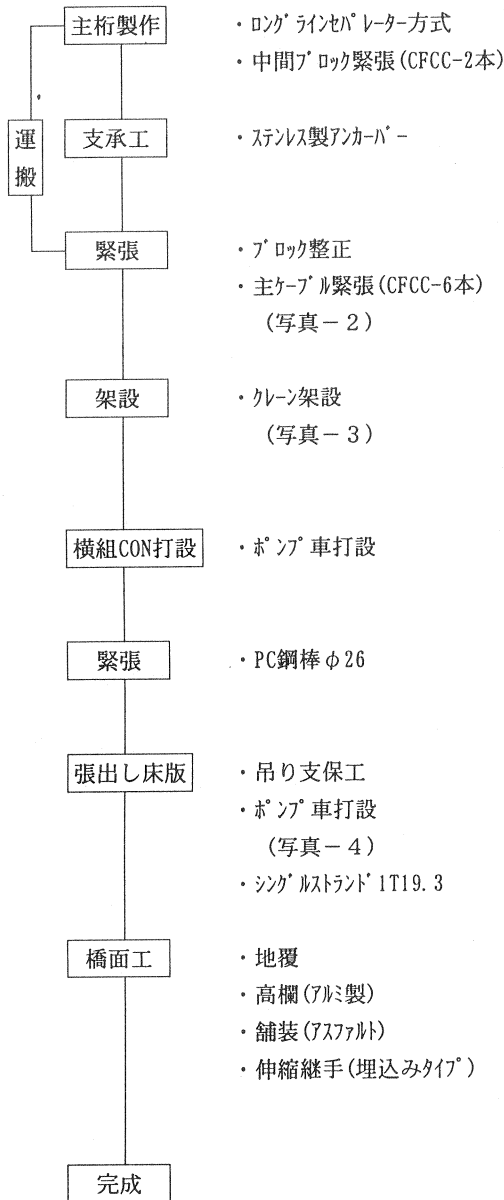 主桁製作
・ロングラインセパレーター方式
・中間ブロック緊張(CFCC-2本)
運搬
支承工
・ステンレス製アンカーバー
緊張
・ブロック整正
・主ケーブル緊張(CFCC-6本)
(写真-2)
架設
・クレーン架設
(写真-3)
横組CON打設
・ポンプ車打設
緊張
・PC鋼棒φ26
張出し床版
・吊り支保工
・ポンプ車打設
(写真-4)
・シングルストランド1T19.3
橋面工
・地覆
・高欄(アルミ製)
・舗装(アスファルト)
・伸縮継手(埋込みタイプ)
完成